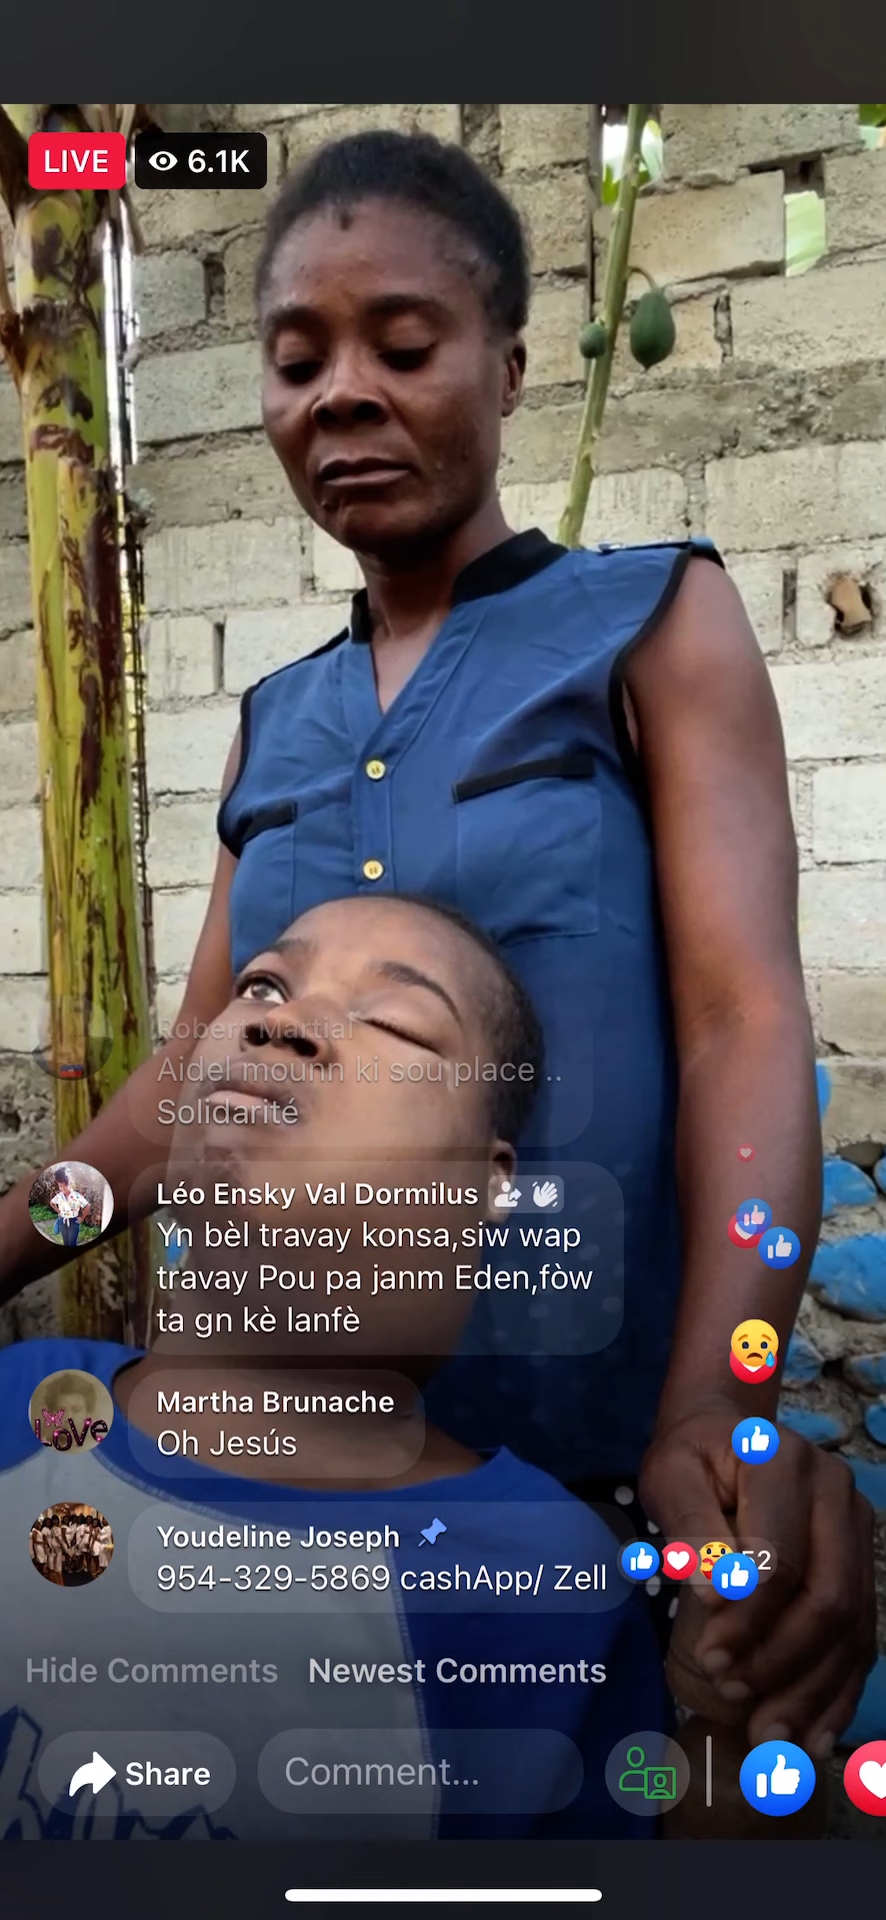 LIVE
6.1K
Robert Martial
Aidel mounn ki sou place ..
Solidarité
Léo Ensky Val Dormilus
Yn bèl travay konsa,siw wap
travay Pou pa janm Eden,fòw
ta gn kè lanfè
LOVE
Martha Brunache
Oh Jesús
Youdeline Joseph
954-329-5869 cashApp/ Zell
52
Hide Comments Newest Comments
Share
Comment...